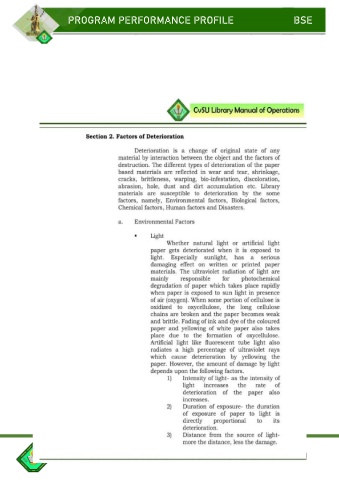 PROGRAM PERFORMANCE PROFILE BSE
CvSU Library Manual of Operations
Section 2. Factors of Deterioration
Deterioration is a change of original state of any
material by interaction between the object and the factors of
destruction. The different types of deterioration of the paper
based materials are reflected in wear and tear, shrinkage,
cracks, brittleness, warping, bio-infestation, discoloration,
abrasion, hole, dust and dirt accumulation etc. Library
materials are susceptible to deterioration by the some
factors, namely, Environmental factors, Biological factors,
Chemical factors, Human factors and Disasters.
a. Environmental Factors
• Light
Whether natural light or artificial light
paper gets deteriorated when it is exposed to
light. Especially sunlight, has a serious
damaging effect on written or printed paper
materials. The ultraviolet radiation of light are
mainly responsible for photochemical
degradation of paper which takes place rapidly
when paper is exposed to sun light in presence
of air (oxygen). When some portion of cellulose is
oxidized to oxycellulose, the long cellulose
chains are broken and the paper becomes weak
and brittle. Fading of ink and dye of the coloured
paper and yellowing of white paper also takes
place due to the formation of oxycellulose.
Artificial light like fluorescent tube light also
radiates a high percentage of ultraviolet rays
which cause deterioration by yellowing the
paper. However, the amount of damage by light
depends upon the following factors.
1) Intensity of light- as the intensity of
light increases the rate of
deterioration of the paper also
increases.
2) Duration of exposure- the duration
of exposure of paper to light is
directly proportional to its
deterioration.
3) Distance from the source of light-
more the distance, less the damage.